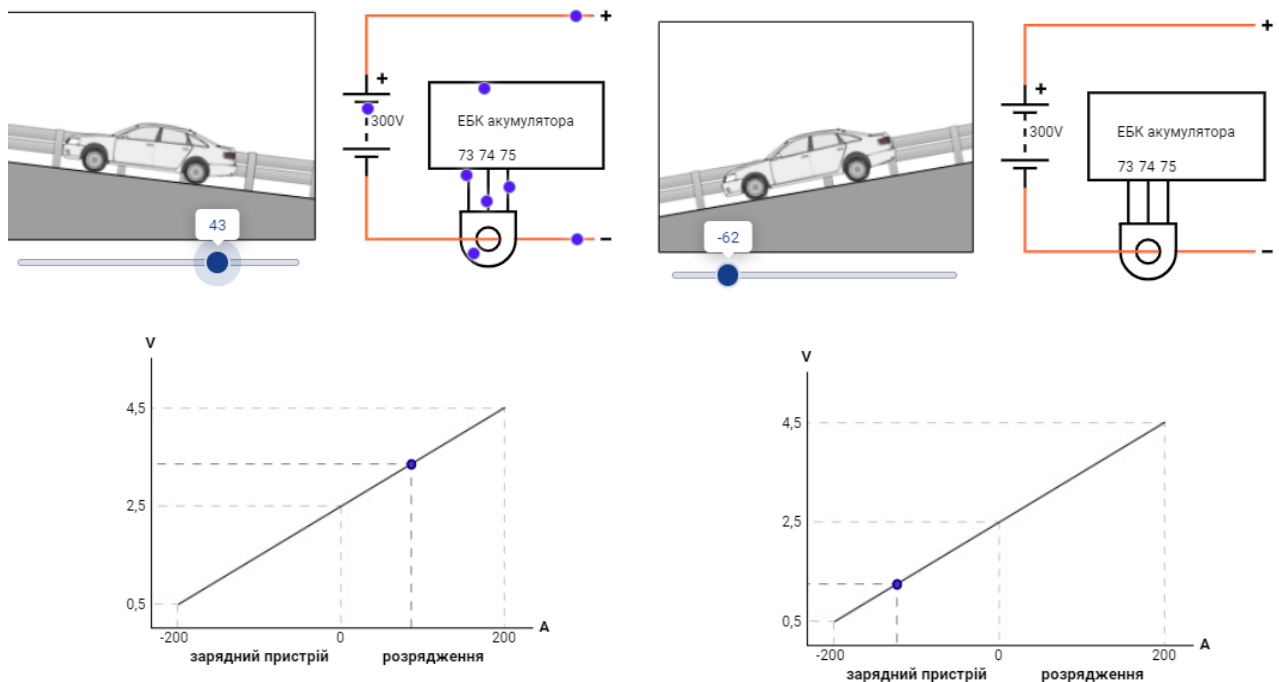 43
+
+
300V
ЕБК акумулятора
73 74 75
−
-62
+
+
300V
ЕБК акумулятора
73 74 75
−
V
4,5
2,5
0,5
-200
0
200
A
зарядний пристрій
розрядження
V
4,5
2,5
0,5
-200
0
200
A
зарядний пристрій
розрядження